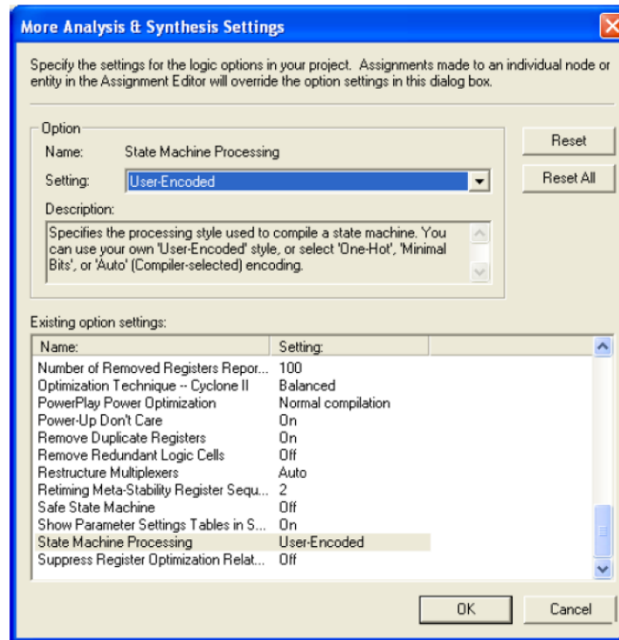 More Analysis & Synthesis Settings
Specify the settings for the logic options in your project. Assignments made to an individual node or
entity in the Assignment Editor will override the option settings in this dialog box.
Option
Name: State Machine Processing
Reset
Setting: User-Encoded
Reset All
Description:
Specifies the processing style used to compile a state machine. You
can use your own 'User-Encoded' style, or select 'One-Hot', 'Minimal
Bits', or 'Auto' (Compiler-selected) encoding.
Existing option settings:
Name: Setting:
Number of Removed Registers Repor... 100
Optimization Technique -- Cyclone II Balanced
PowerPlay Power Optimization Normal compilation
Power-Up Don't Care On
Remove Duplicate Registers On
Remove Redundant Logic Cells Off
Restructure Multiplexers Auto
Retiming Meta-Stability Register Sequ... 2
Safe State Machine Off
Show Parameter Settings Tables in S... On
State Machine Processing User-Encoded
Suppress Register Optimization Relat... Off
OK Cancel